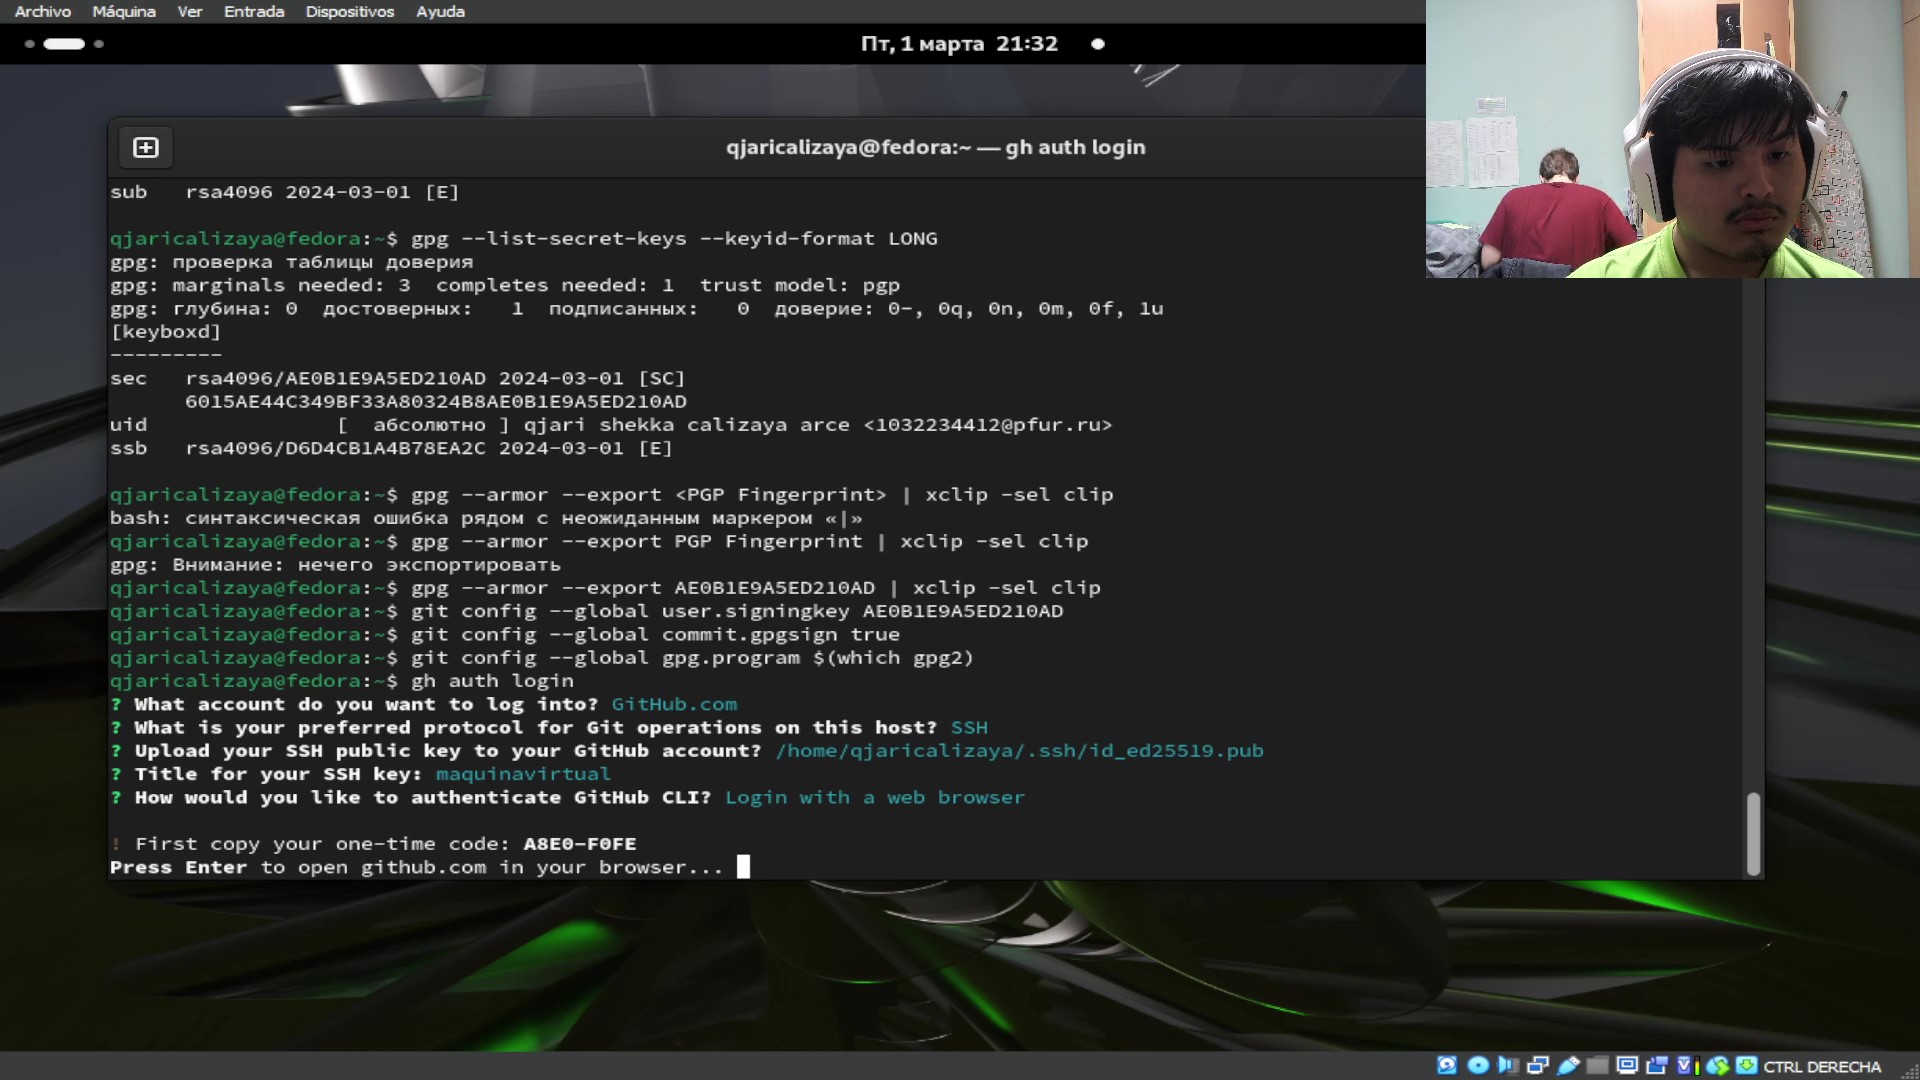 Archivo Máquina Ver Entrada Dispositivos Ayuda
Пт, 1 марта 21:32
qjaricalizaya@fedora:~ — gh auth login
sub   rsa4096 2024-03-01 [E]
qjaricalizaya@fedora:~$ gpg --list-secret-keys --keyid-format LONG
gpg: проверка таблицы доверия
gpg: marginals needed: 3  completes needed: 1  trust model: pgp
gpg: глубина: 0  достоверных:   1  подписанных:   0  доверие: 0-, 0q, 0n, 0m, 0f, 1u
[keyboxd]
---------
sec   rsa4096/AE0B1E9A5ED210AD 2024-03-01 [SC]
      6015AE44C349BF33A80324B8AE0B1E9A5ED210AD
uid               [  абсолютно ] qjari shekka calizaya arce <1032234412@pfur.ru>
ssb   rsa4096/D6D4CB1A4B78EA2C 2024-03-01 [E]
qjaricalizaya@fedora:~$ gpg --armor --export <PGP Fingerprint> | xclip -sel clip
bash: синтаксическая ошибка рядом с неожиданным маркером «|»
qjaricalizaya@fedora:~$ gpg --armor --export PGP Fingerprint | xclip -sel clip
gpg: Внимание: нечего экспортировать
qjaricalizaya@fedora:~$ gpg --armor --export AE0B1E9A5ED210AD | xclip -sel clip
qjaricalizaya@fedora:~$ git config --global user.signingkey AE0B1E9A5ED210AD
qjaricalizaya@fedora:~$ git config --global commit.gpgsign true
qjaricalizaya@fedora:~$ git config --global gpg.program $(which gpg2)
qjaricalizaya@fedora:~$ gh auth login
? What account do you want to log into? GitHub.com
? What is your preferred protocol for Git operations on this host? SSH
? Upload your SSH public key to your GitHub account? /home/qjaricalizaya/.ssh/id_ed25519.pub
? Title for your SSH key: maquinavirtual
? How would you like to authenticate GitHub CLI? Login with a web browser
! First copy your one-time code: A8E0-F0FE
Press Enter to open github.com in your browser...
CTRL DERECHA